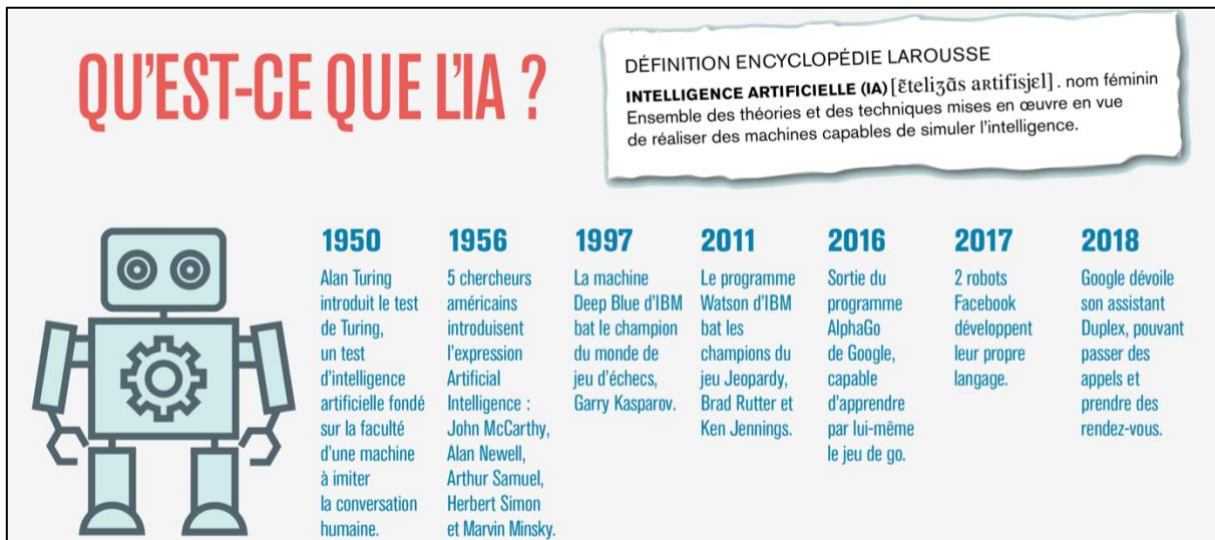 QU'EST-CE QUE L'IA ?
DÉFINITION ENCYCLOPÉDIE LAROUSSE
INTELLIGENCE ARTIFICIELLE (IA) [ɛ̃teliʒɑ̃s aʀtifisjɛl] . nom féminin
Ensemble des théories et des techniques mises en œuvre en vue
de réaliser des machines capables de simuler l'intelligence.
1950
Alan Turing
introduit le test
de Turing,
un test
d'intelligence
artificielle fondé
sur la faculté
d'une machine
à imiter
la conversation
humaine.
1956
5 chercheurs
américains
introduisent
l'expression
Artificial
Intelligence :
John McCarthy,
Alan Newell,
Arthur Samuel,
Herbert Simon
et Marvin Minsky.
1997
La machine
Deep Blue d'IBM
bat le champion
du monde de
jeu d'échecs,
Garry Kasparov.
2011
Le programme
Watson d'IBM
bat les
champions du
jeu Jeopardy,
Brad Rutter et
Ken Jennings.
2016
Sortie du
programme
AlphaGo
de Google,
capable
d'apprendre
par lui-même
le jeu de go.
2017
2 robots
Facebook
développent
leur propre
langage.
2018
Google dévoile
son assistant
Duplex, pouvant
passer des
appels et
prendre des
rendez-vous.